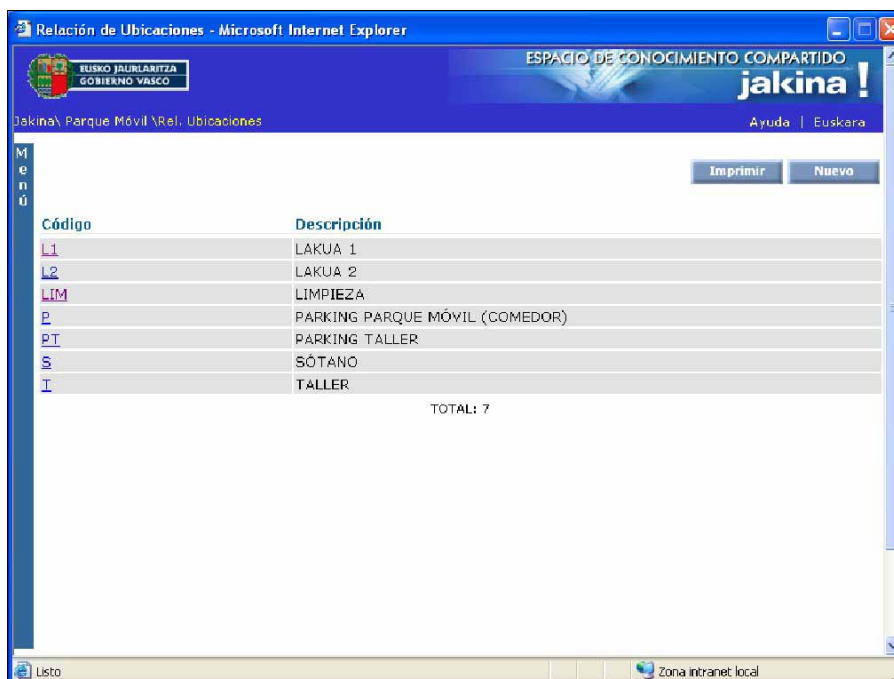 Relación de Ubicaciones - Microsoft Internet Explorer
EUSKO JAURLARITZA
GOBIERNO VASCO
ESPACIO DE CONOCIMIENTO COMPARTIDO
jakina!
Jakina\ Parque Móvil \Rel. Ubicaciones
Ayuda | Euskara
Menú
Imprimir Nuevo
Código Descripción
L1 LAKUA 1
L2 LAKUA 2
LIM LIMPIEZA
P PARKING PARQUE MÓVIL (COMEDOR)
PT PARKING TALLER
S SÓTANO
T TALLER
TOTAL: 7
Listo Zona intranet local